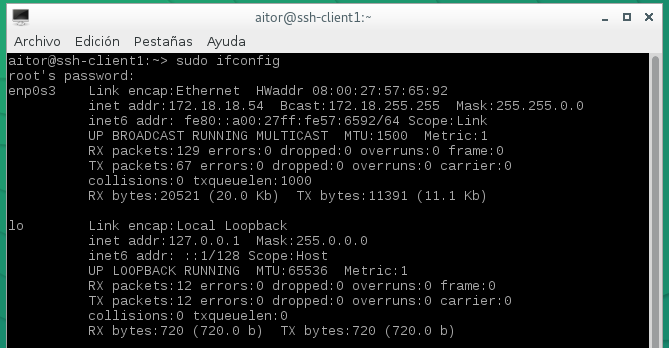 aitor@ssh-client1:~
Archivo Edición Pestañas Ayuda
aitor@ssh-client1:~> sudo ifconfig
root's password:
enp0s3    Link encap:Ethernet  HWaddr 08:00:27:57:65:92
          inet addr:172.18.18.54  Bcast:172.18.255.255  Mask:255.255.0.0
          inet6 addr: fe80::a00:27ff:fe57:6592/64 Scope:Link
          UP BROADCAST RUNNING MULTICAST  MTU:1500  Metric:1
          RX packets:129 errors:0 dropped:0 overruns:0 frame:0
          TX packets:67 errors:0 dropped:0 overruns:0 carrier:0
          collisions:0 txqueuelen:1000
          RX bytes:20521 (20.0 Kb)  TX bytes:11391 (11.1 Kb)
lo        Link encap:Local Loopback
          inet addr:127.0.0.1  Mask:255.0.0.0
          inet6 addr: ::1/128 Scope:Host
          UP LOOPBACK RUNNING  MTU:65536  Metric:1
          RX packets:12 errors:0 dropped:0 overruns:0 frame:0
          TX packets:12 errors:0 dropped:0 overruns:0 carrier:0
          collisions:0 txqueuelen:0
          RX bytes:720 (720.0 b)  TX bytes:720 (720.0 b)